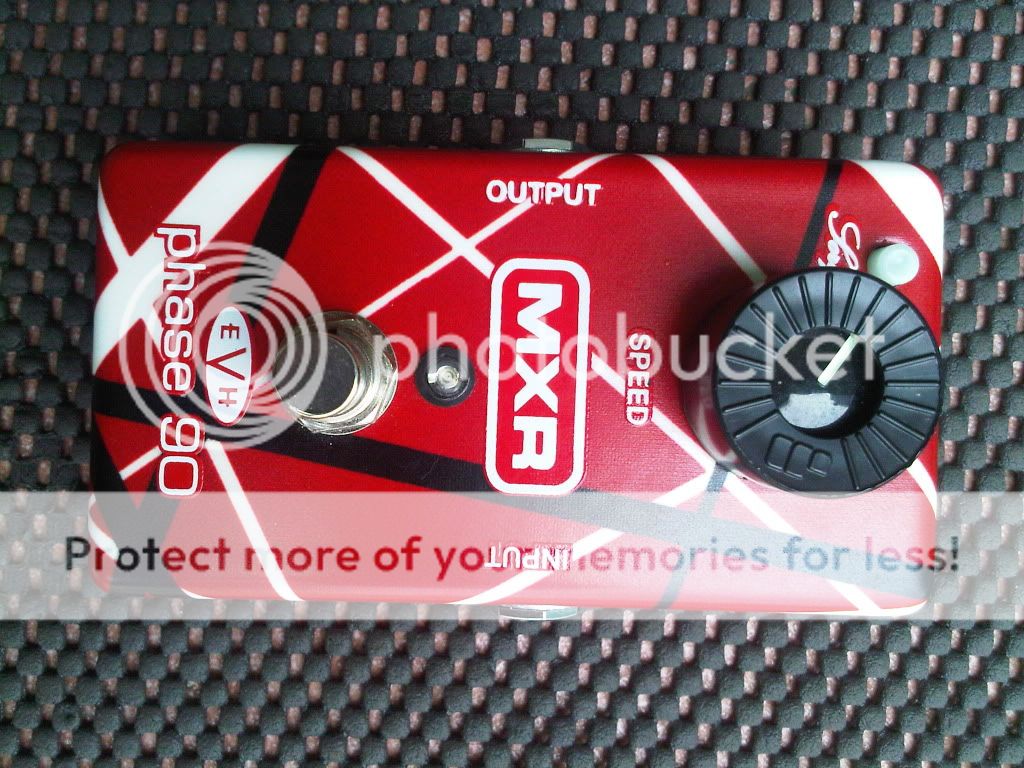 OUTPUT
MXR
SPEED
INPUT
EVH
phase 90
photobucket
Protect more of your memories for less!